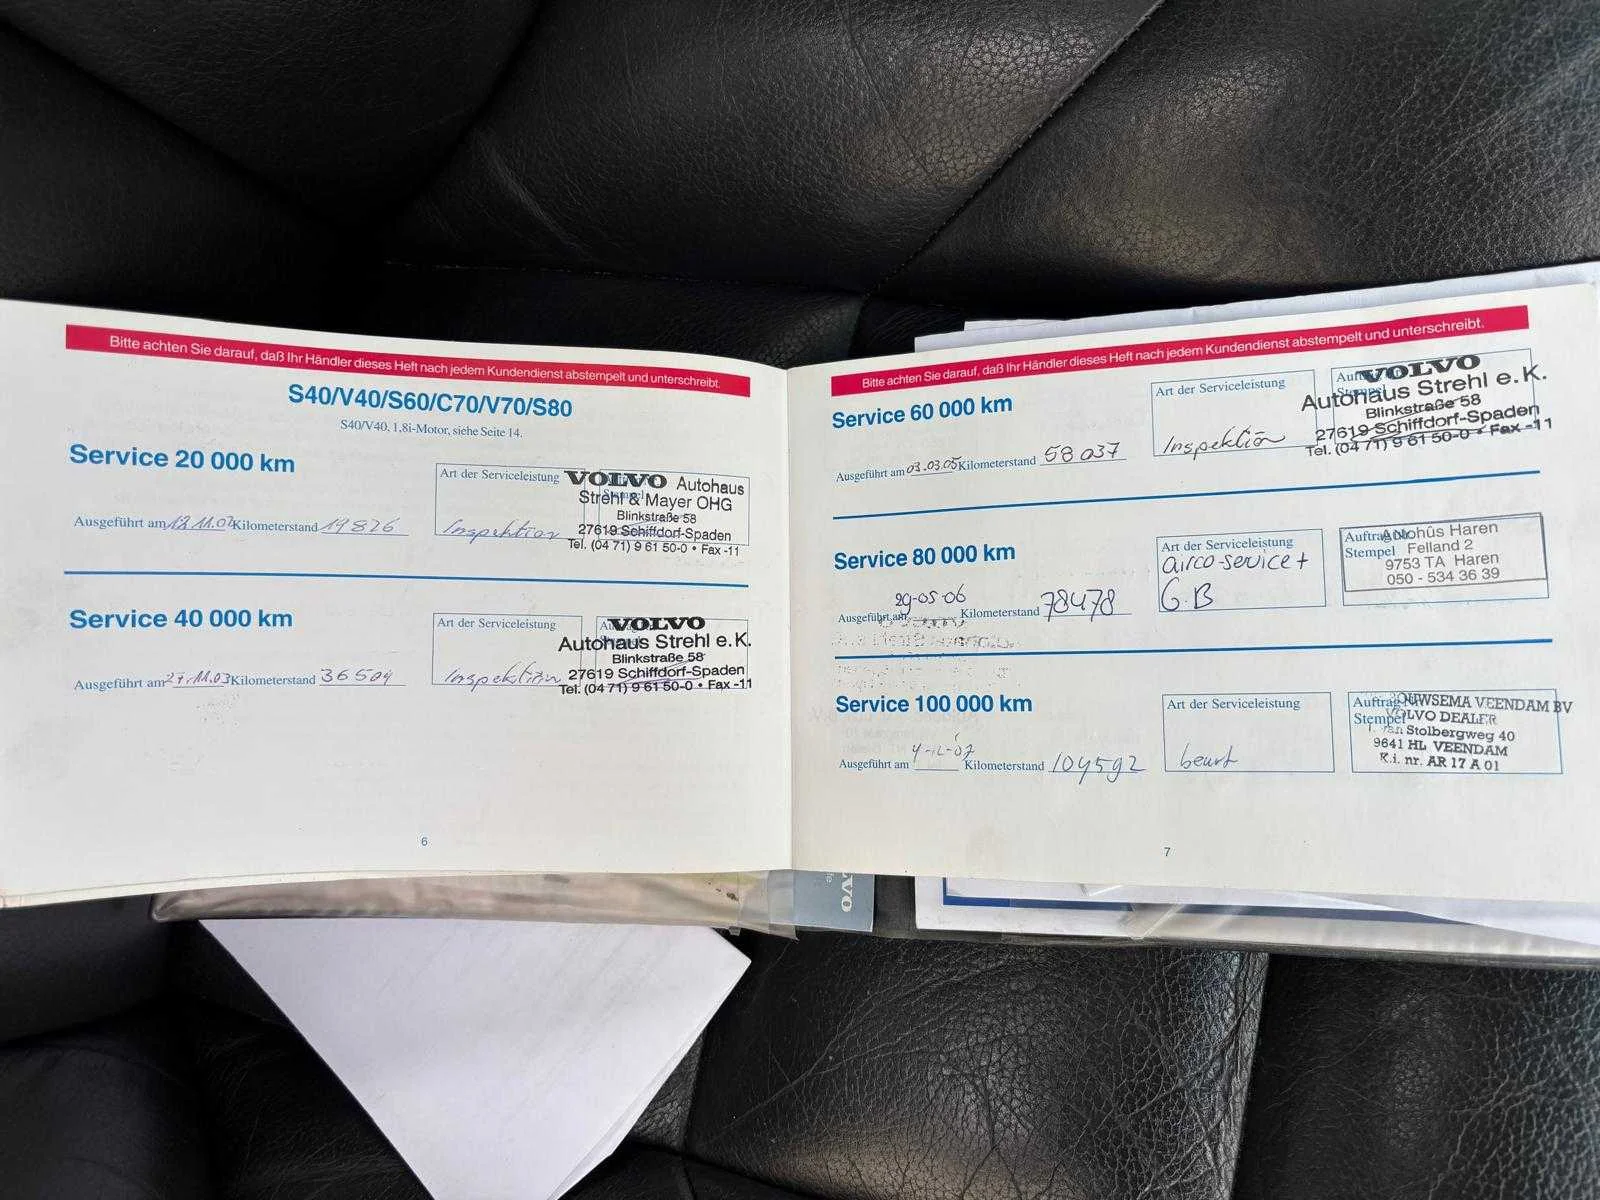 Bitte achten Sie darauf, daß Ihr Händler dieses Heft nach jedem Kundendienst abstempelt und unterschreibt.
S40/V40/S60/C70/V70/S80
S40/V40, 1,8i-Motor, siehe Seite 14.
Service 20 000 km
Ausgeführt am Kilometerstand 19826
Art der Serviceleistung
Inspektion
VOLVO Autohaus
Strehl & Mayer OHG
Blinkstraße 58
27619 Schiffdorf-Spaden
Tel. (04 71) 9 61 50-0 • Fax -11
Service 40 000 km
Ausgeführt am 27.11.03 Kilometerstand 36504
Art der Serviceleistung
Inspektion
VOLVO
Autohaus Strehl e.K.
Blinkstraße 58
27619 Schiffdorf-Spaden
Tel. (04 71) 9 61 50-0 • Fax -11
6
Bitte achten Sie darauf, daß Ihr Händler dieses Heft nach jedem Kundendienst abstempelt und unterschreibt.
Service 60 000 km
Ausgeführt am 03.03.05 Kilometerstand 58037
Art der Serviceleistung
Inspektion
VOLVO
Autohaus Strehl e.K.
Blinkstraße 58
27619 Schiffdorf-Spaden
Tel. (04 71) 9 61 50-0 • Fax -11
Service 80 000 km
Ausgeführt am 29-05-06 Kilometerstand 78478
Art der Serviceleistung
airco-service +
G.B
Stempel
Autohûs Haren
Felland 2
9753 TA Haren
050 - 534 36 39
Service 100 000 km
Ausgeführt am Kilometerstand 104592
Art der Serviceleistung
beurt
Stempel
VEENDAM BV
VOLVO DEALER
Stolbergweg 40
9641 HL VEENDAM
K.i. nr. AR 17 A 01
7
VOLVO